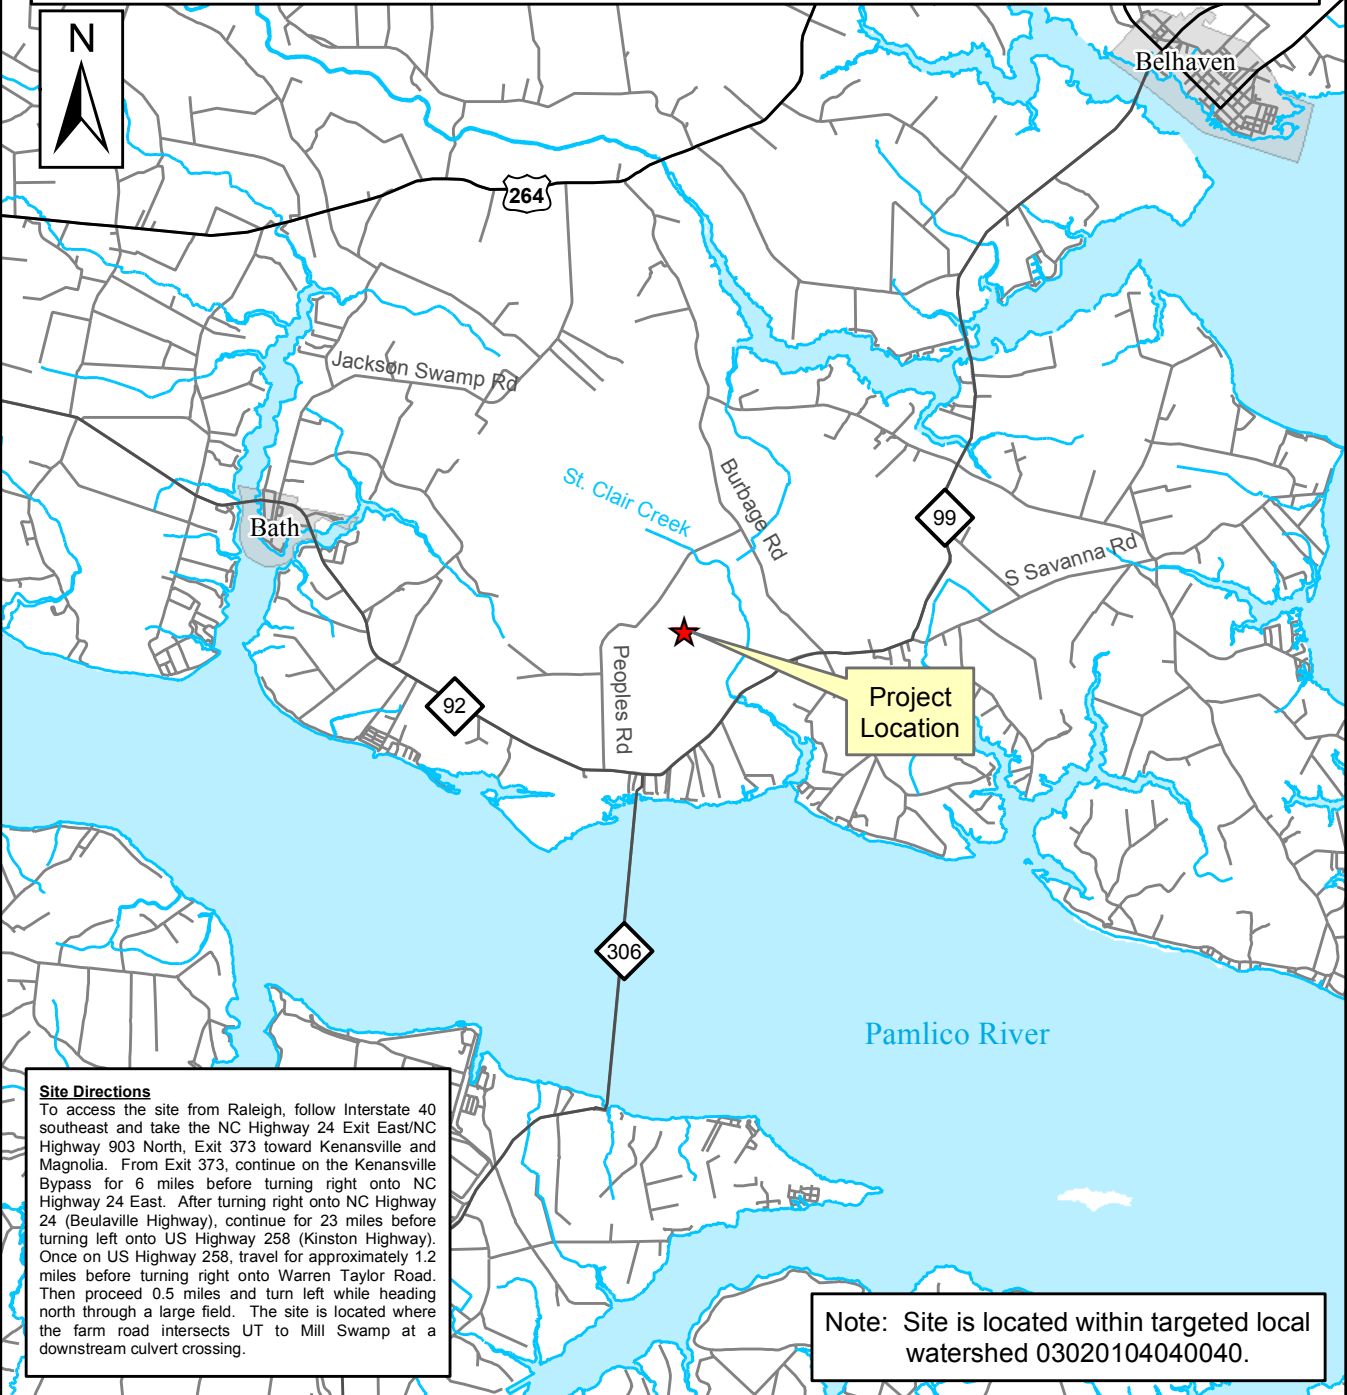 N
Belhaven
264
Jackson Swamp Rd
St. Clair Creek
Burbage Rd
99
Bath
S Savanna Rd
Peoples Rd
Project
Location
92
306
Pamlico River
Site Directions
To access the site from Raleigh, follow Interstate 40
southeast and take the NC Highway 24 Exit East/NC
Highway 903 North, Exit 373 toward Kenansville and
Magnolia. From Exit 373, continue on the Kenansville
Bypass for 6 miles before turning right onto NC
Highway 24 East. After turning right onto NC Highway
24 (Beulaville Highway), continue for 23 miles before
turning left onto US Highway 258 (Kinston Highway).
Once on US Highway 258, travel for approximately 1.2
miles before turning right onto Warren Taylor Road.
Then proceed 0.5 miles and turn left while heading
north through a large field. The site is located where
the farm road intersects UT to Mill Swamp at a
downstream culvert crossing.
Note: Site is located within targeted local
watershed 03020104040040.